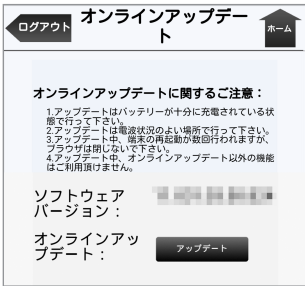 ログアウト
オンラインアップデー
ト
ホーム
オンラインアップデートに関するご注意：
1.アップデートはバッテリーが十分に充電されている状
態で行って下さい。
2.アップデートは電波状況のよい場所で行って下さい。
3.アップデート中、端末の再起動が数回行われますが、
ブラウザは閉じないで下さい。
4.アップデート中、オンラインアップデート以外の機能
はご利用頂けません。
ソフトウェア
バージョン：
オンラインアッ
プデート：
アップデート